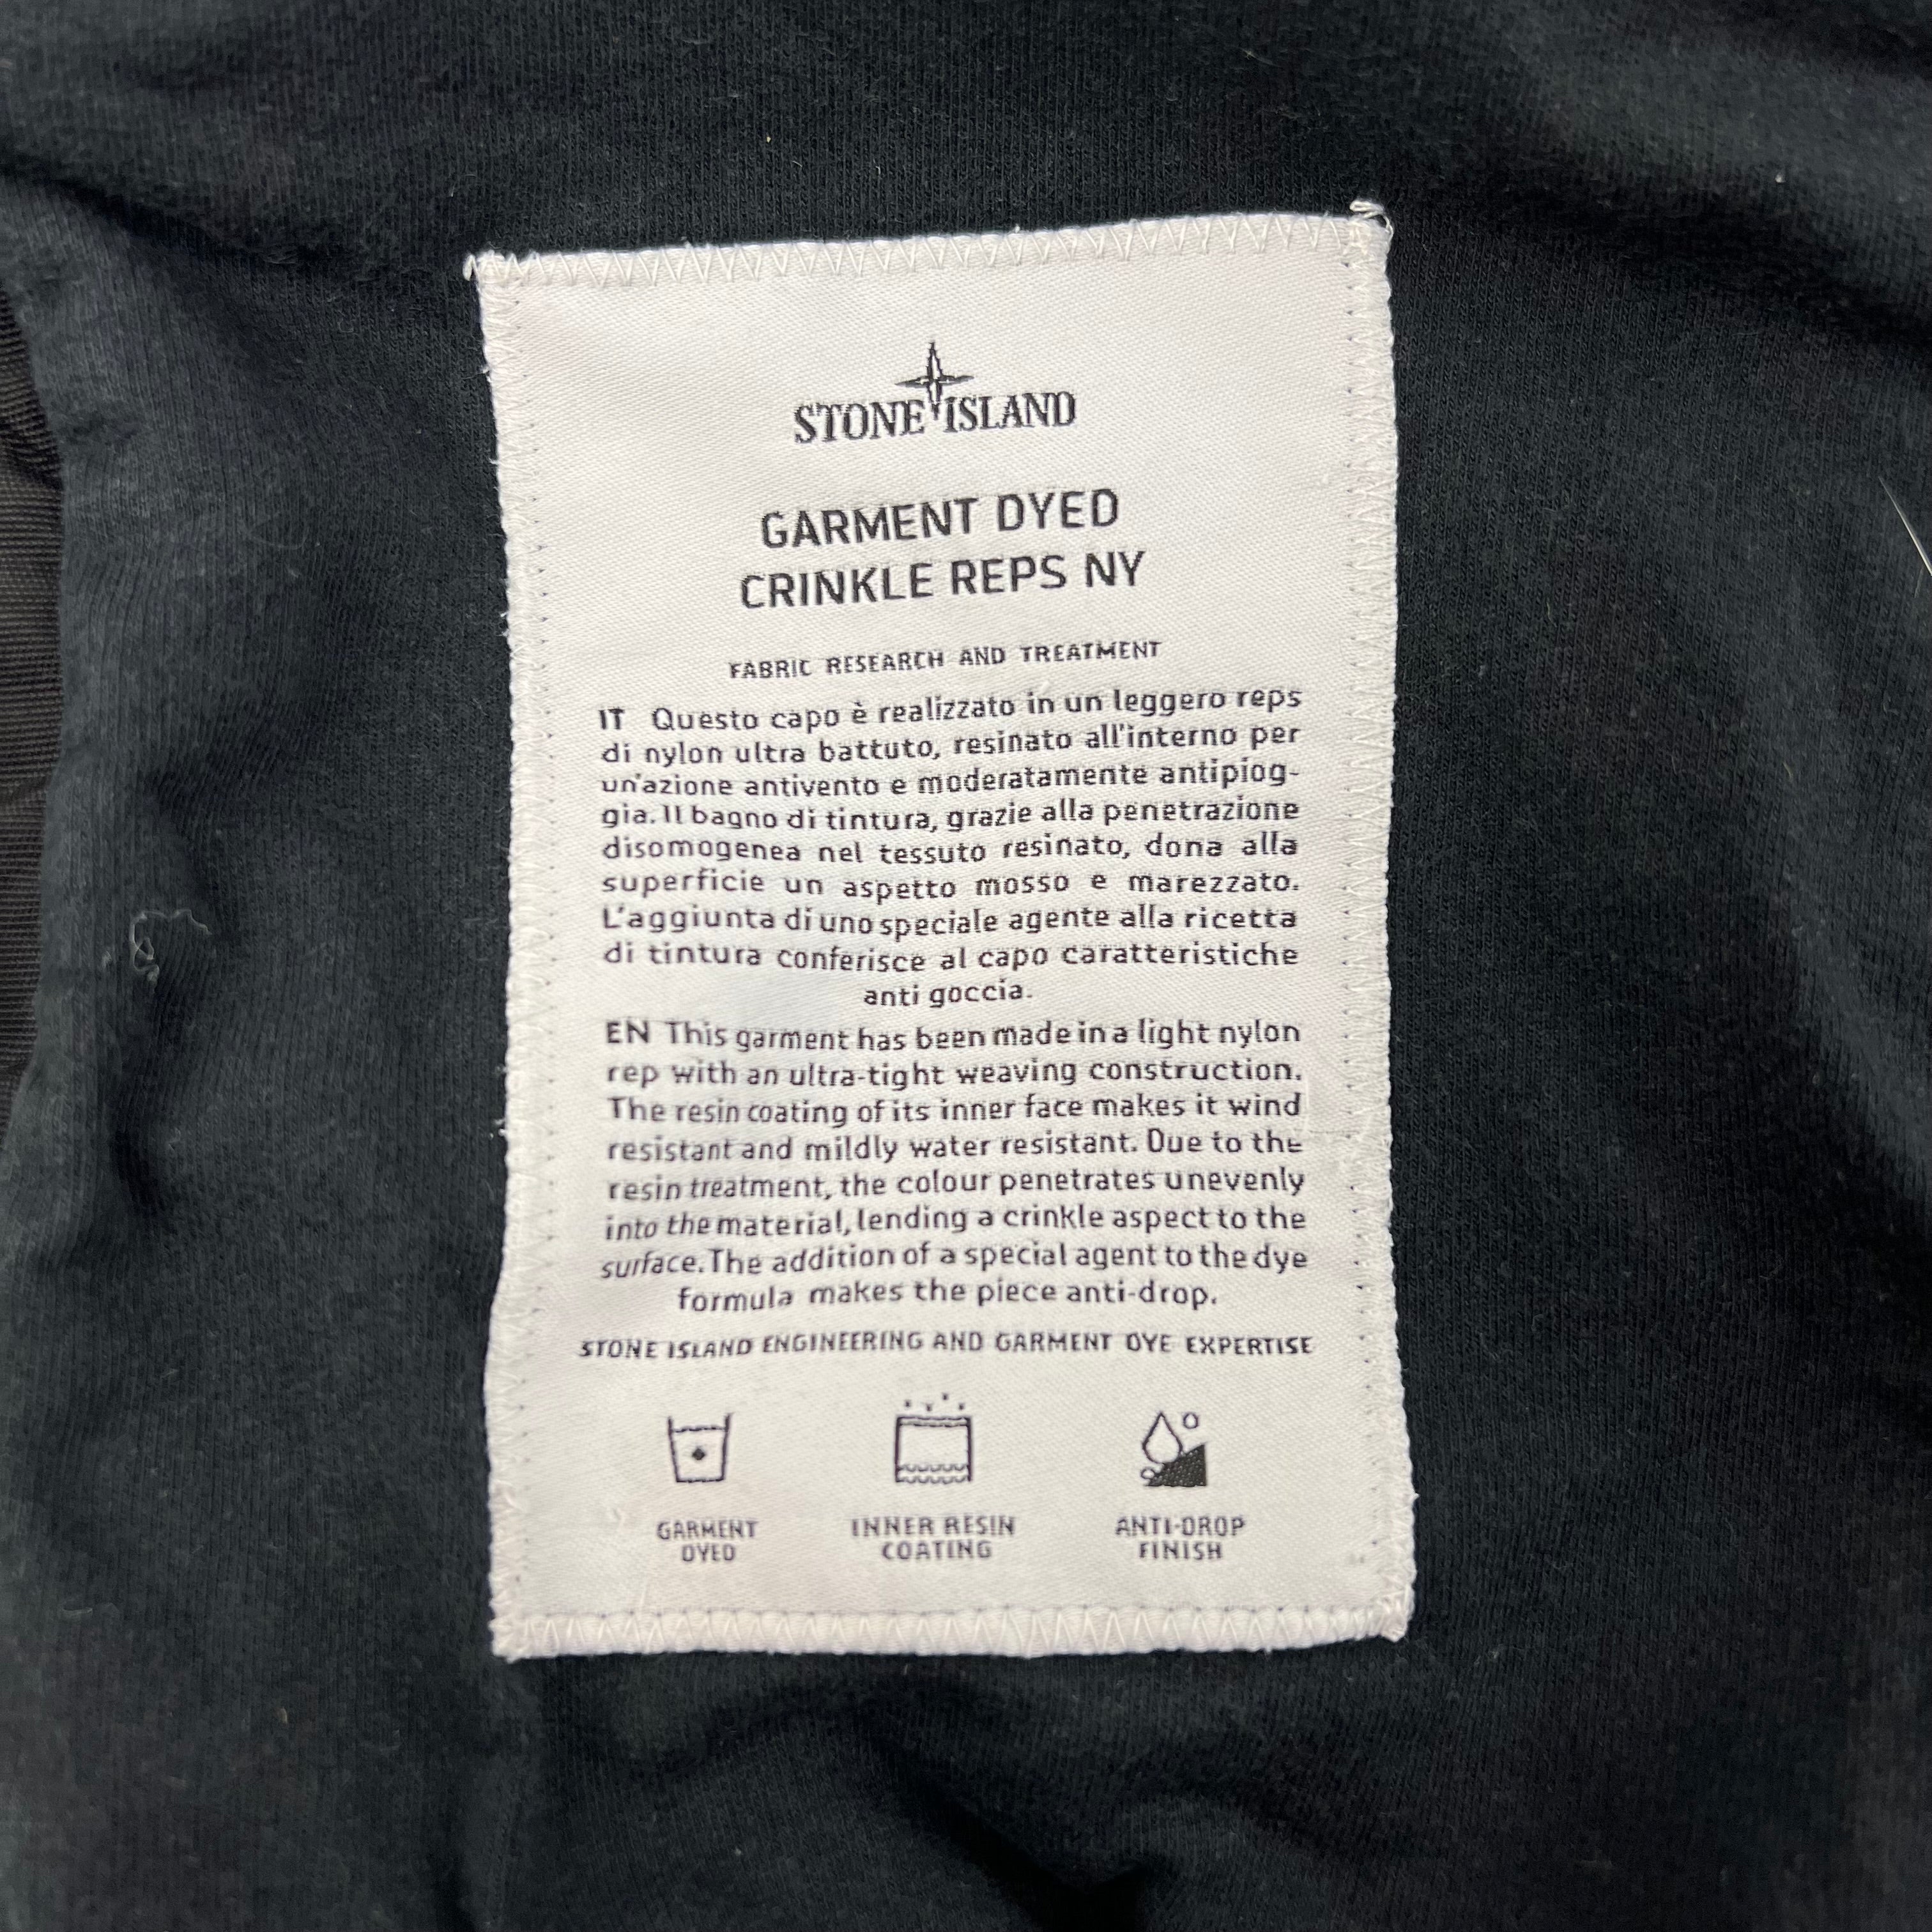 STONE ISLAND
GARMENT DYED
CRINKLE REPS NY
FABRIC RESEARCH AND TREATMENT
IT Questo capo è realizzato in un leggero reps
di nylon ultra battuto, resinato all'interno per
un'azione antivento e moderatamente antipiog-
gia. Il bagno di tintura, grazie alla penetrazione
disomogenea nel tessuto resinato, dona alla
superficie un aspetto mosso e marezzato.
L'aggiunta di uno speciale agente alla ricetta
di tintura conferisce al capo caratteristiche
anti goccia.
EN This garment has been made in a light nylon
rep with an ultra-tight weaving construction.
The resin coating of its inner face makes it wind
resistant and mildly water resistant. Due to the
resin treatment, the colour penetrates unevenly
into the material, lending a crinkle aspect to the
surface. The addition of a special agent to the dye
formula makes the piece anti-drop.
STONE ISLAND ENGINEERING AND GARMENT DYE EXPERTISE
GARMENT
DYED
INNER RESIN
COATING
ANTI-DROP
FINISH